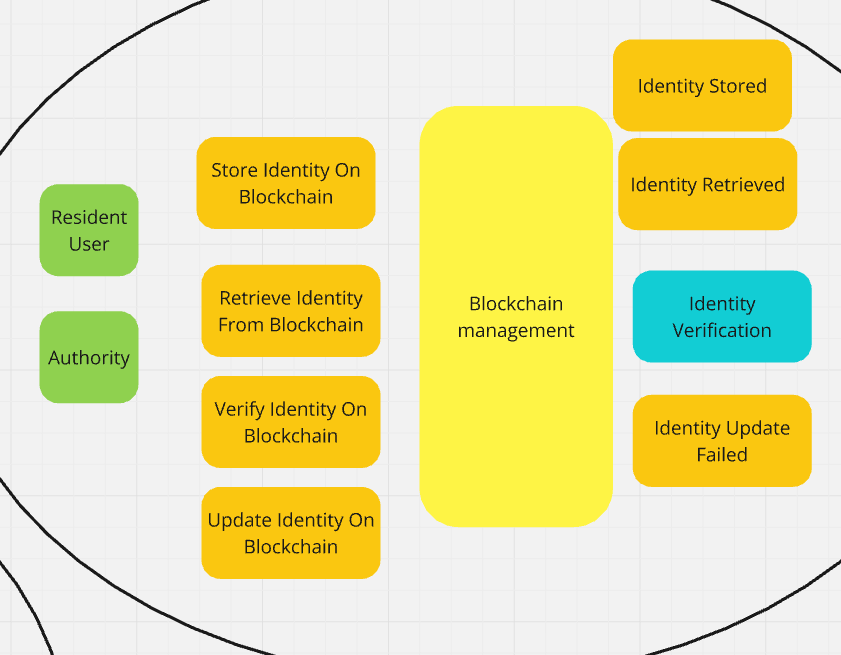 Resident
User
Authority
Store Identity On
Blockchain
Retrieve Identity
From Blockchain
Verify Identity On
Blockchain
Update Identity On
Blockchain
Blockchain
management
Identity Stored
Identity Retrieved
Identity
Verification
Identity Update
Failed